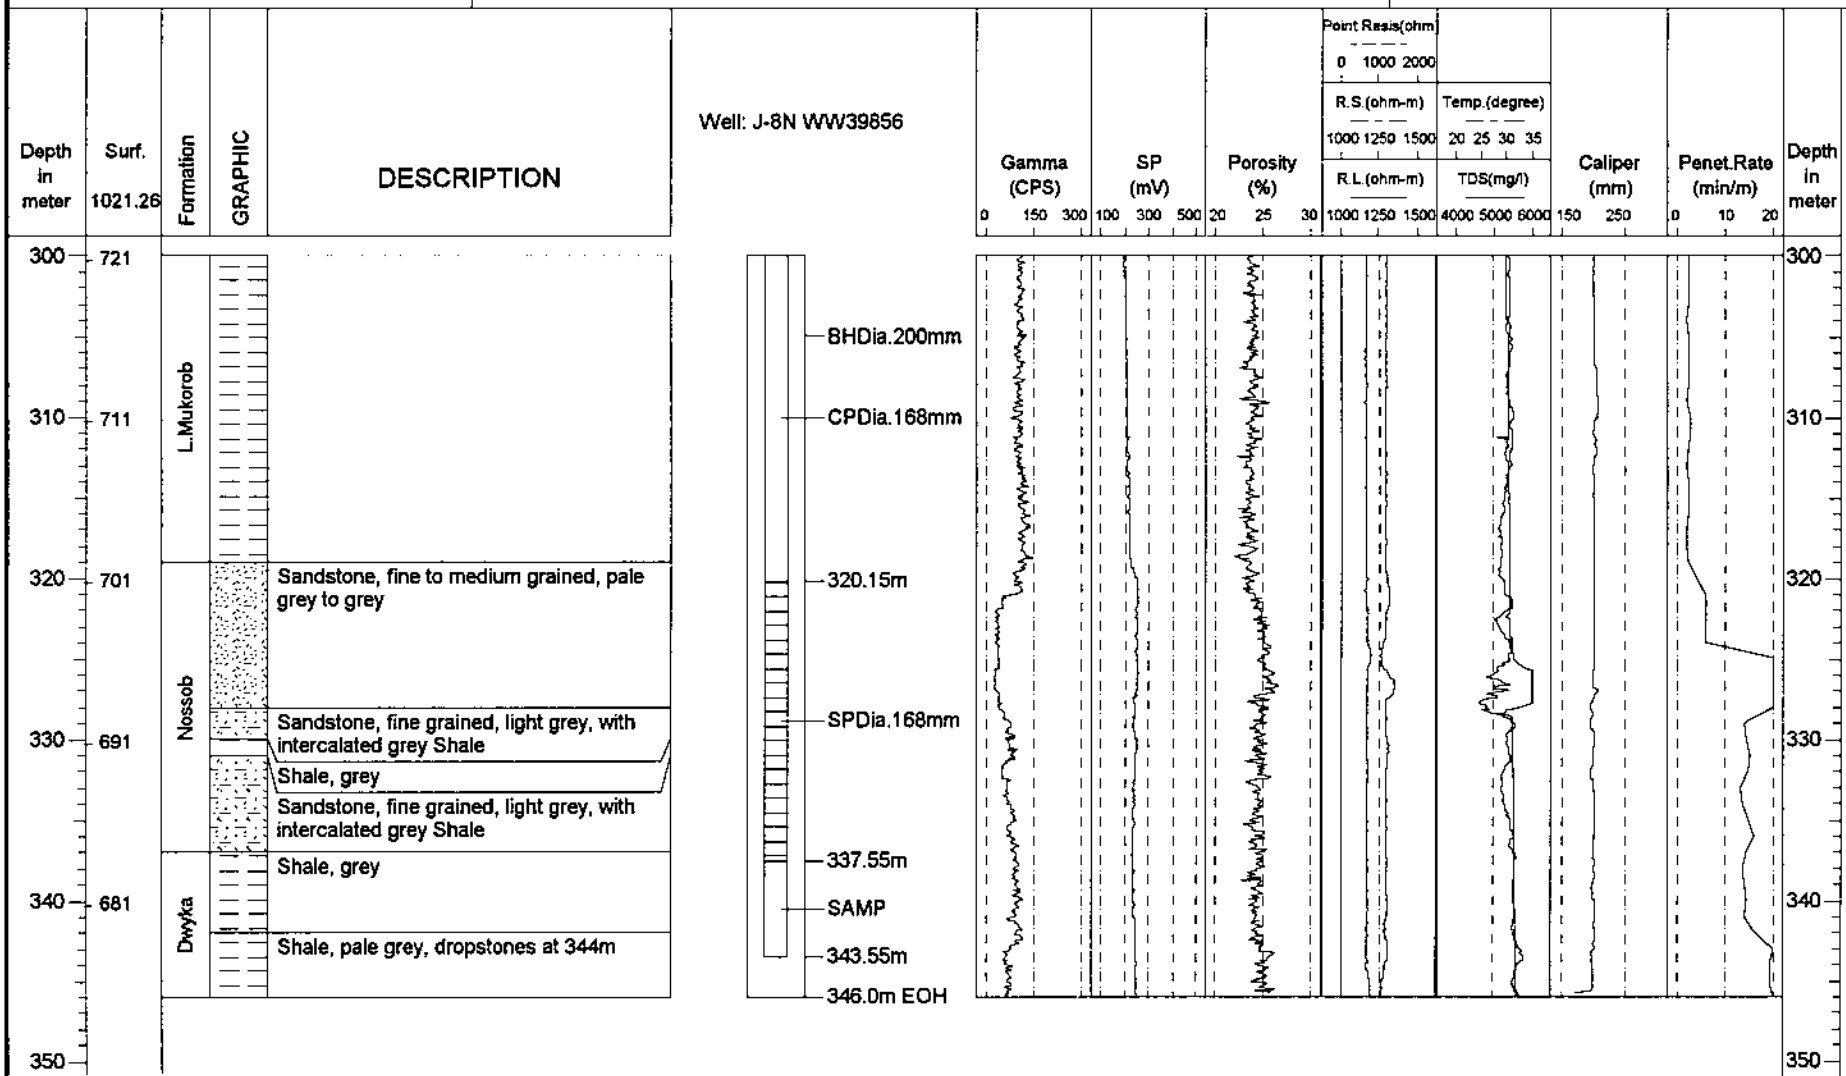 Depth
in
meter
Surf.
1021.26
Formation
GRAPHIC
DESCRIPTION
Well: J-8N WW39856
Gamma
(CPS)
0 150 300
SP
(mV)
100 300 500
Porosity
(%)
20 25 30
Point Resis(ohm)
0 1000 2000
R.S.(ohm-m)
1000 1250 1500
R.L.(ohm-m)
1000 1250 1500
Temp.(degree)
20 25 30 35
TDS(mg/l)
4000 5000 6000
Caliper
(mm)
150 250
Penet.Rate
(min/m)
0 10 20
Depth
in
meter
300 721 300
BHDia.200mm
310 711 CPDia.168mm 310
L.Mukorob
320 701 320.15m 320
Sandstone, fine to medium grained, pale
grey to grey
Nossob
Sandstone, fine grained, light grey, with
intercalated grey Shale
SPDia.168mm
330 691 330
Shale, grey
Sandstone, fine grained, light grey, with
intercalated grey Shale
Shale, grey
337.55m
340 681 SAMP 340
Dwyka
Shale, pale grey, dropstones at 344m
343.55m
346.0m EOH
350 350